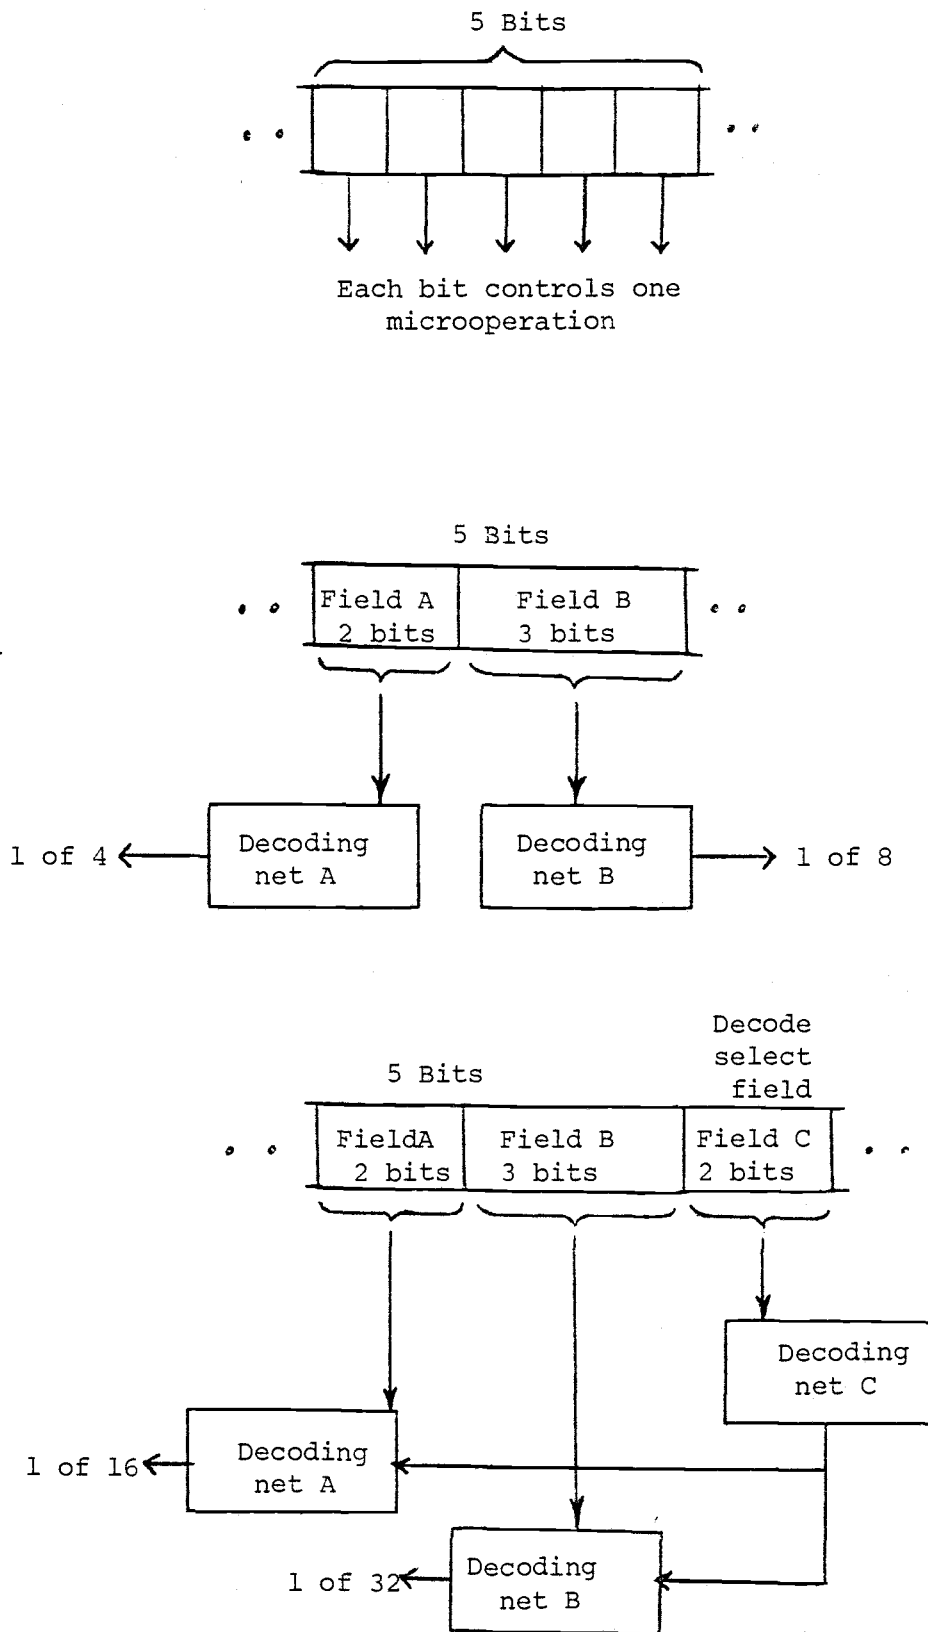 5 Bits
Each bit controls one
microoperation
5 Bits
Field A
2 bits
Field B
3 bits
Decoding
net A
Decoding
net B
1 of 4
1 of 8
Decode
select
field
5 Bits
FieldA
2 bits
Field B
3 bits
Field C
2 bits
Decoding
net C
Decoding
net A
1 of 16
Decoding
net B
1 of 32